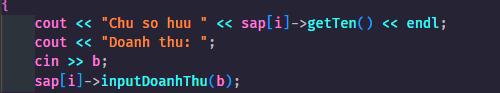 {
cout << "Chu so huu " << sap[i]->getTen() << endl;
cout << "Doanh thu: ";
cin >> b;
sap[i]->inputDoanhThu(b);